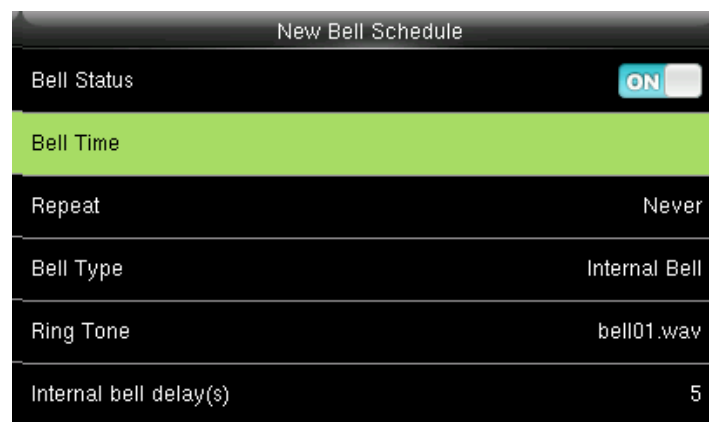 New Bell Schedule
Bell Status ON
Bell Time
Repeat Never
Bell Type Internal Bell
Ring Tone bell01.wav
Internal bell delay(s) 5